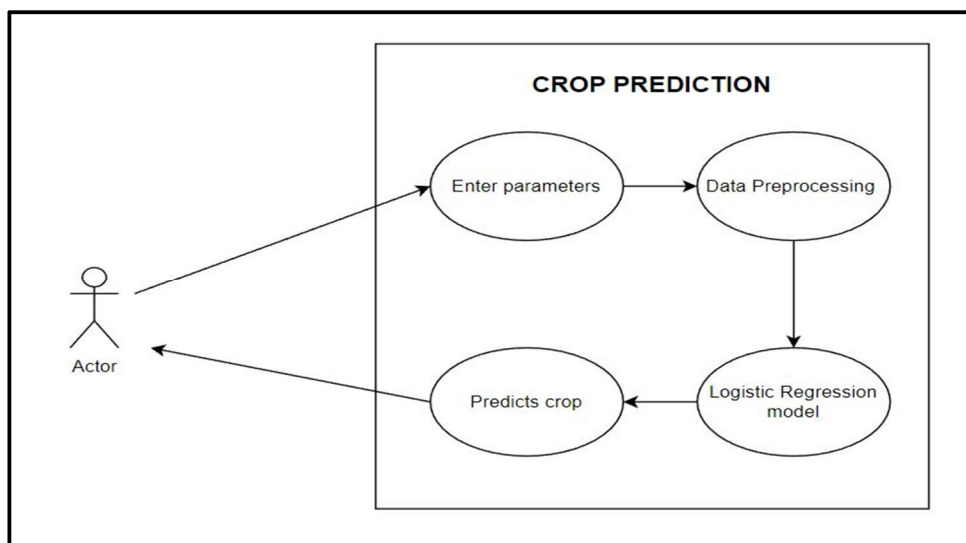 CROP PREDICTION
Enter parameters
Data Preprocessing
Actor
Predicts crop
Logistic Regression
model